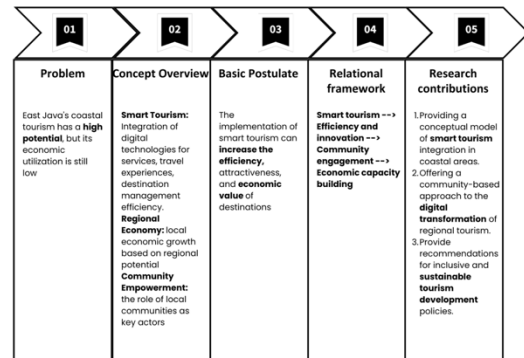 01
02
03
04
05
Problem
East Java's coastal
tourism has a high
potential, but its
economic
utilization is still
low
Concept Overview
Smart Tourism:
Integration of
digital
technologies for
services, travel
experiences,
destination
management
efficiency.
Regional
Economy: local
economic growth
based on regional
potential
Community
Empowerment:
the role of local
communities as
key actors
Basic Postulate
The
implementation of
smart tourism can
increase the
efficiency,
attractiveness,
and economic
value of
destinations
Relational
framework
Smart tourism -->
Efficiency and
innovation -->
Community
engagement -->
Economic capacity
building
Research
contributions
1.Providing a
conceptual model
of smart tourism
integration in
coastal areas.
2.Offering a
community-based
approach to the
digital
transformation of
regional tourism.
3.Provide
recommendations
for inclusive and
sustainable
tourism
development
policies.